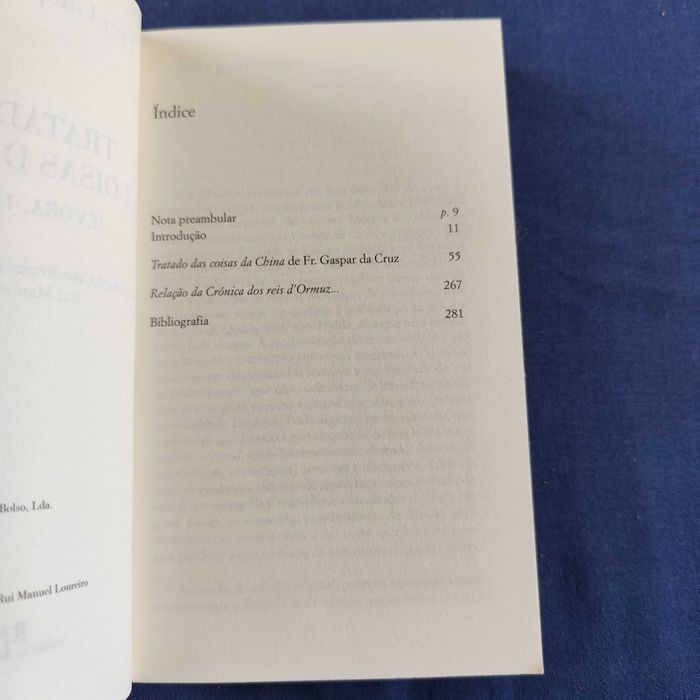 Bolso, Lda.
Rui Manuel Loureiro
Índice
Nota preambular p. 9
Introdução 11
Tratado das coisas da China de Fr. Gaspar da Cruz 55
Relação da Crónica dos reis d'Ormuz... 267
Bibliografia 281